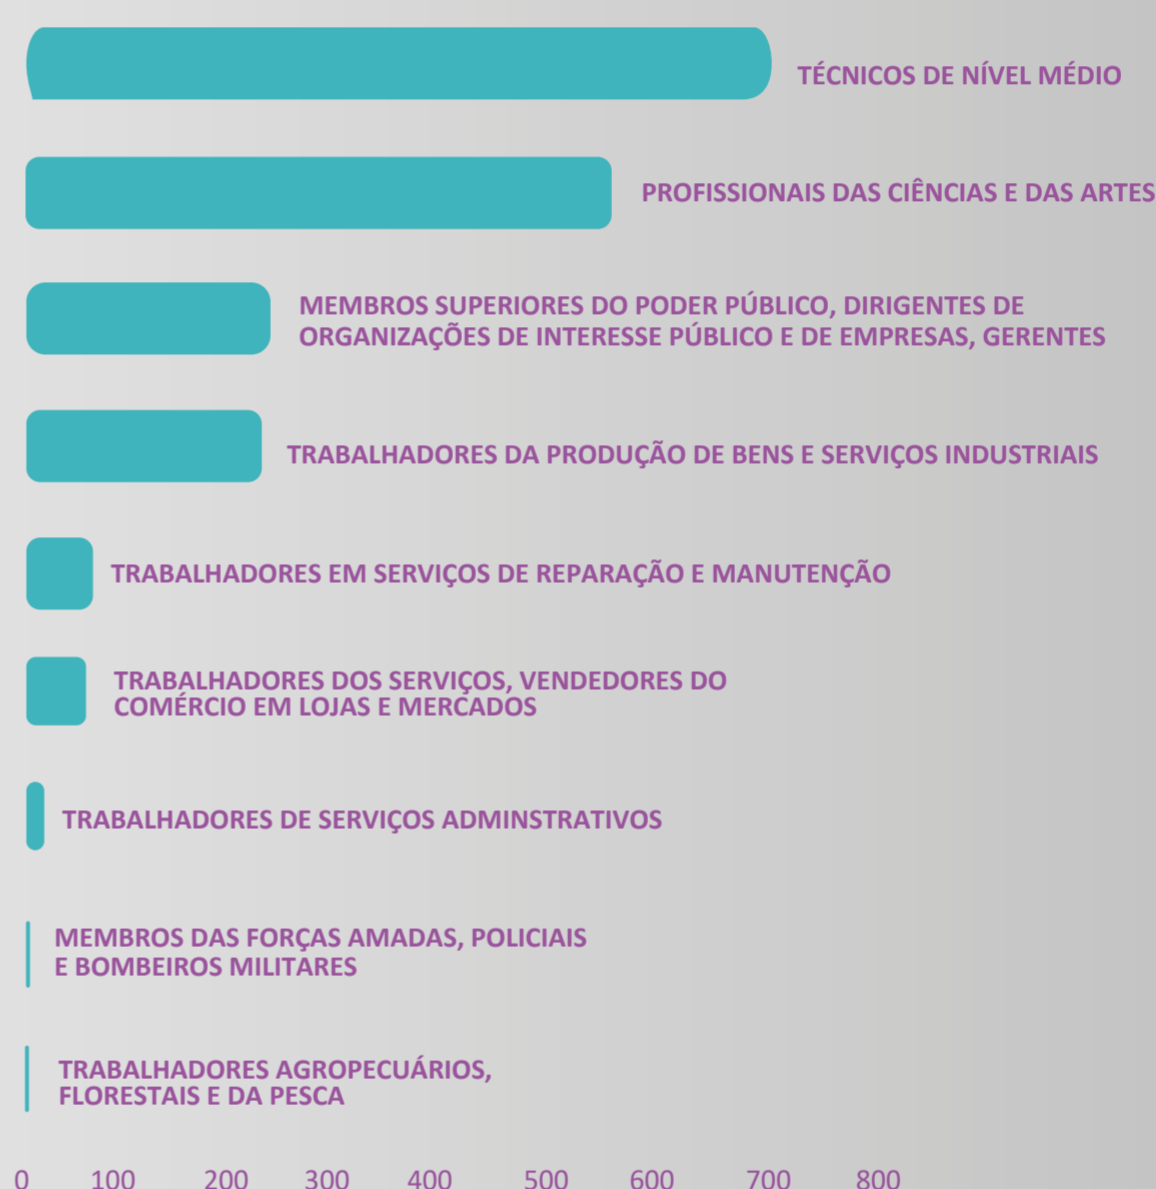 TÉCNICOS DE NÍVEL MÉDIO
PROFISSIONAIS DAS CIÊNCIAS E DAS ARTES
MEMBROS SUPERIORES DO PODER PÚBLICO, DIRIGENTES DE
ORGANIZAÇÕES DE INTERESSE PÚBLICO E DE EMPRESAS, GERENTES
TRABALHADORES DA PRODUÇÃO DE BENS E SERVIÇOS INDUSTRIAIS
TRABALHADORES EM SERVIÇOS DE REPARAÇÃO E MANUTENÇÃO
TRABALHADORES DOS SERVIÇOS, VENDEDORES DO
COMÉRCIO EM LOJAS E MERCADOS
TRABALHADORES DE SERVIÇOS ADMINSTRATIVOS
MEMBROS DAS FORÇAS AMADAS, POLICIAIS
E BOMBEIROS MILITARES
TRABALHADORES AGROPECUÁRIOS,
FLORESTAIS E DA PESCA
0 100 200 300 400 500 600 700 800